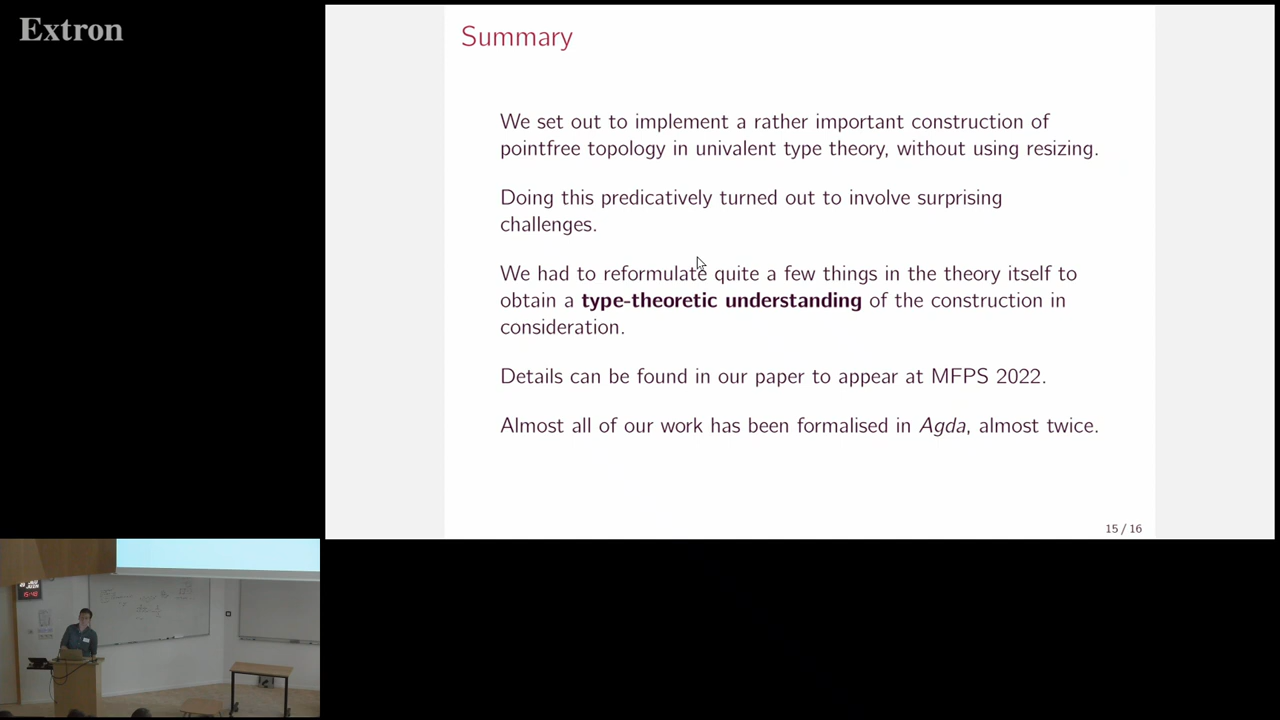 Extron
Summary
We set out to implement a rather important construction of
pointfree topology in univalent type theory, without using resizing.
Doing this predicatively turned out to involve surprising
challenges.
We had to reformulate quite a few things in the theory itself to
obtain a type-theoretic understanding of the construction in
consideration.
Details can be found in our paper to appear at MFPS 2022.
Almost all of our work has been formalised in Agda, almost twice.
15 / 16